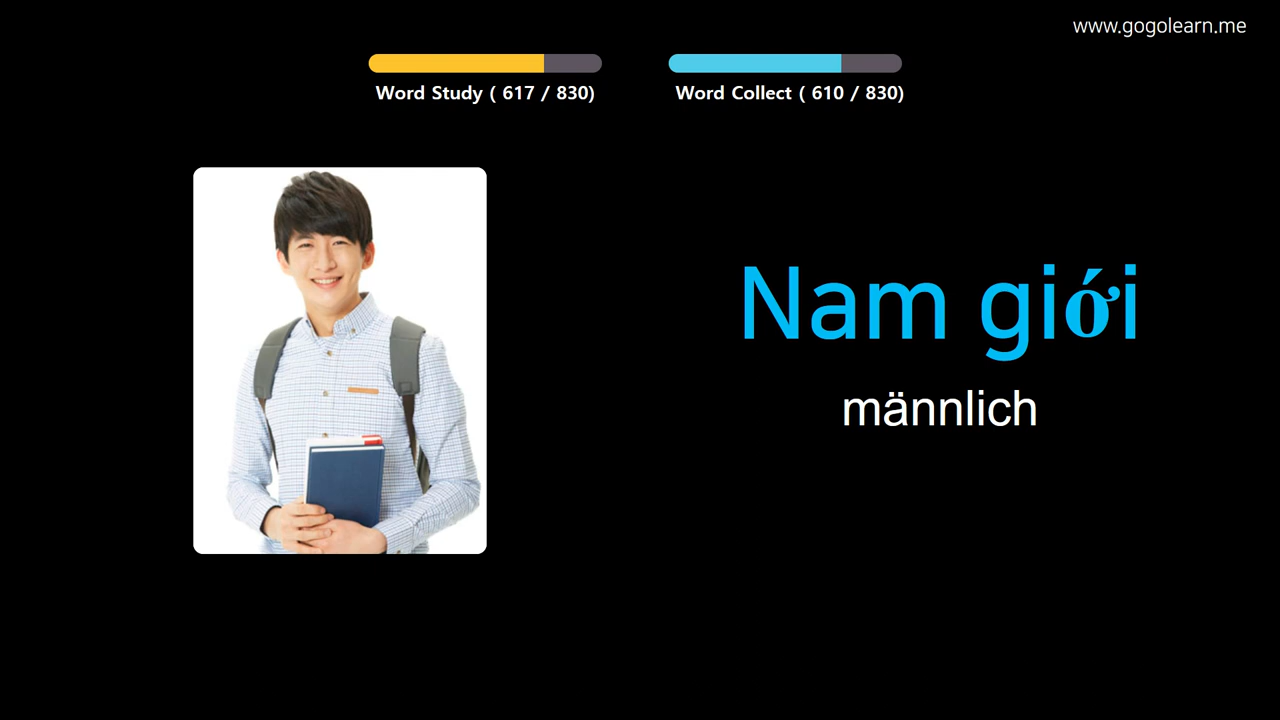 www.gogolearn.me
Word Study ( 617 / 830)
Word Collect ( 610 / 830)
Nam giới
männlich